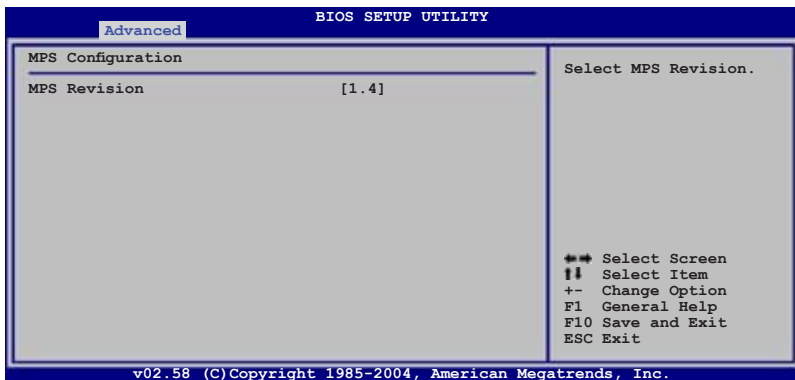 BIOS SETUP UTILITY
Advanced
MPS Configuration
MPS Revision [1.4]
Select MPS Revision.
←→ Select Screen
↑↓ Select Item
+- Change Option
F1 General Help
F10 Save and Exit
ESC Exit
v02.58 (C)Copyright 1985-2004, American Megatrends, Inc.